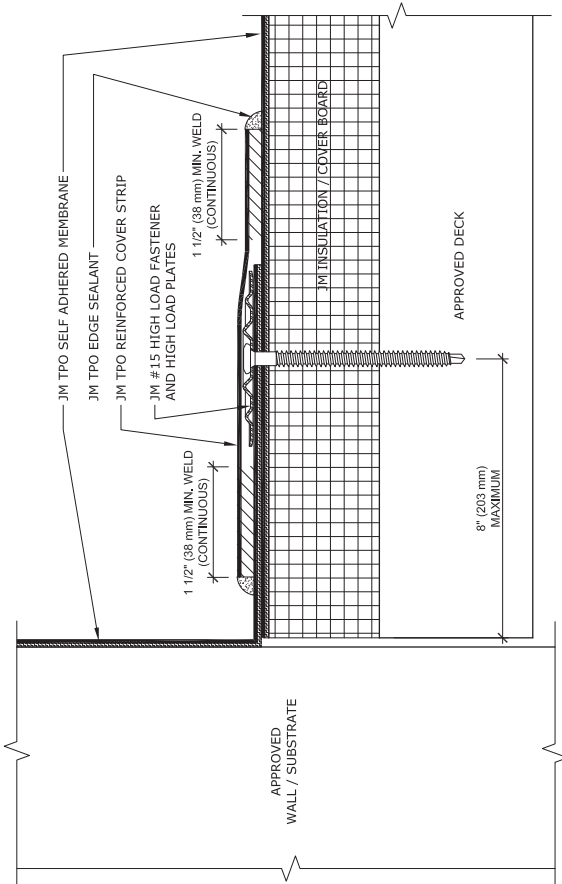 JM TPO SELF ADHERED MEMBRANE
JM TPO EDGE SEALANT
JM TPO REINFORCED COVER STRIP
JM #15 HIGH LOAD FASTENER
AND HIGH LOAD PLATES
1 1/2" (38 mm) MIN. WELD
(CONTINUOUS)
1 1/2" (38 mm) MIN. WELD
(CONTINUOUS)
JM INSULATION / COVER BOARD
APPROVED DECK
8" (203 mm)
MAXIMUM
APPROVED
WALL / SUBSTRATE